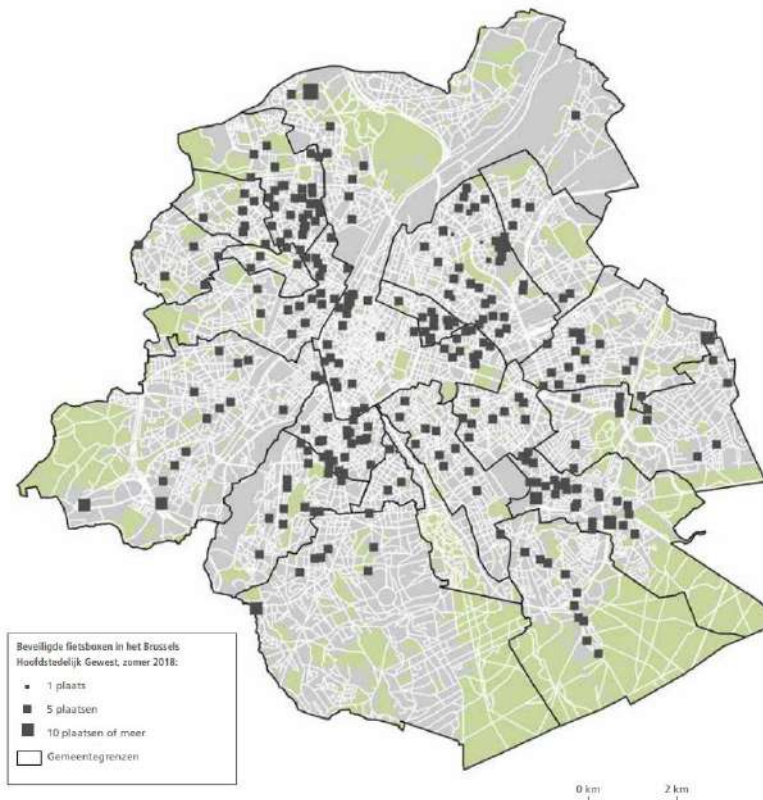 Beveiligde fietsboxen in het Brussels
Hoofdstedelijk Gewest, zomer 2018:
1 plaats
5 plaatsen
10 plaatsen of meer
Gemeentegrenzen
0 km 2 km